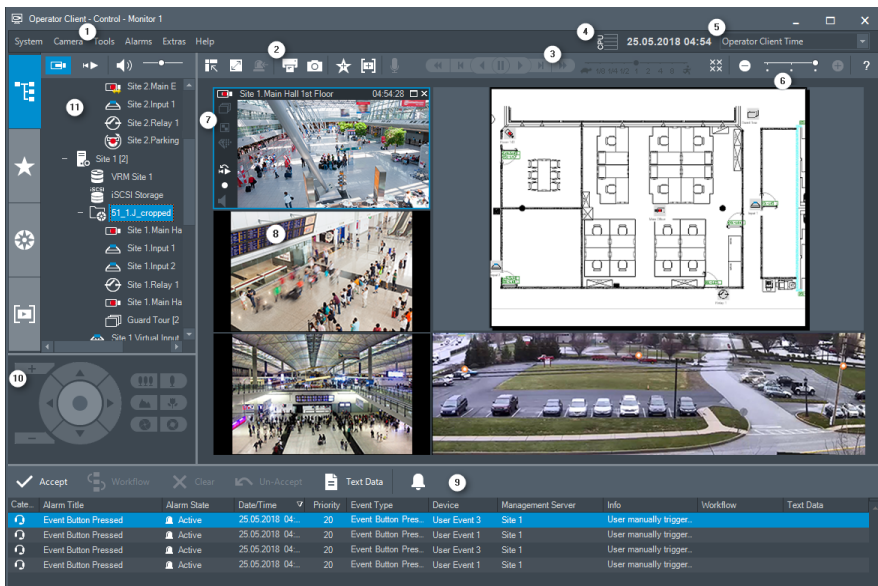 Operator Client - Control - Monitor 1
System Camera Tools Alarms Extras Help
1
2
3
4
CPU
25.05.2018 04:54
5
Operator Client Time
6
?
11
Site 2.Main E
Site 2.Input 1
Site 2.Relay 1
Site 2.Parking
Site 1 [2]
VRM Site 1
iSCSI
iSCSI Storage
51_1.J_cropped
Site 1.Main Ha
Site 1.Input 1
Site 1.Input 2
Site 1.Relay 1
Site 1.Main Ha
Guard Tour [2
Site 1.Virtual Input
7
Site 1.Main Hall 1st Floor 04:54:28
8
10
Accept Workflow Clear Un-Accept Text Data 9
Cate... Alarm Title Alarm State Date/Time Priority Event Type Device Management Server Info Workflow Text Data
Event Button Pressed Active 25.05.2018 04:... 20 Event Button Pres... User Event 3 Site 1 User manually trigger...
Event Button Pressed Active 25.05.2018 04:... 20 Event Button Pres... User Event 1 Site 1 User manually trigger...
Event Button Pressed Active 25.05.2018 04:... 20 Event Button Pres... User Event 3 Site 1 User manually trigger...
Event Button Pressed Active 25.05.2018 04:... 20 Event Button Pres... User Event 1 Site 1 User manually trigger...